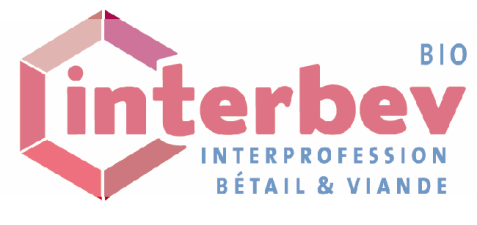 BIO
interbev
INTERPROFESSION
BÉTAIL & VIANDE